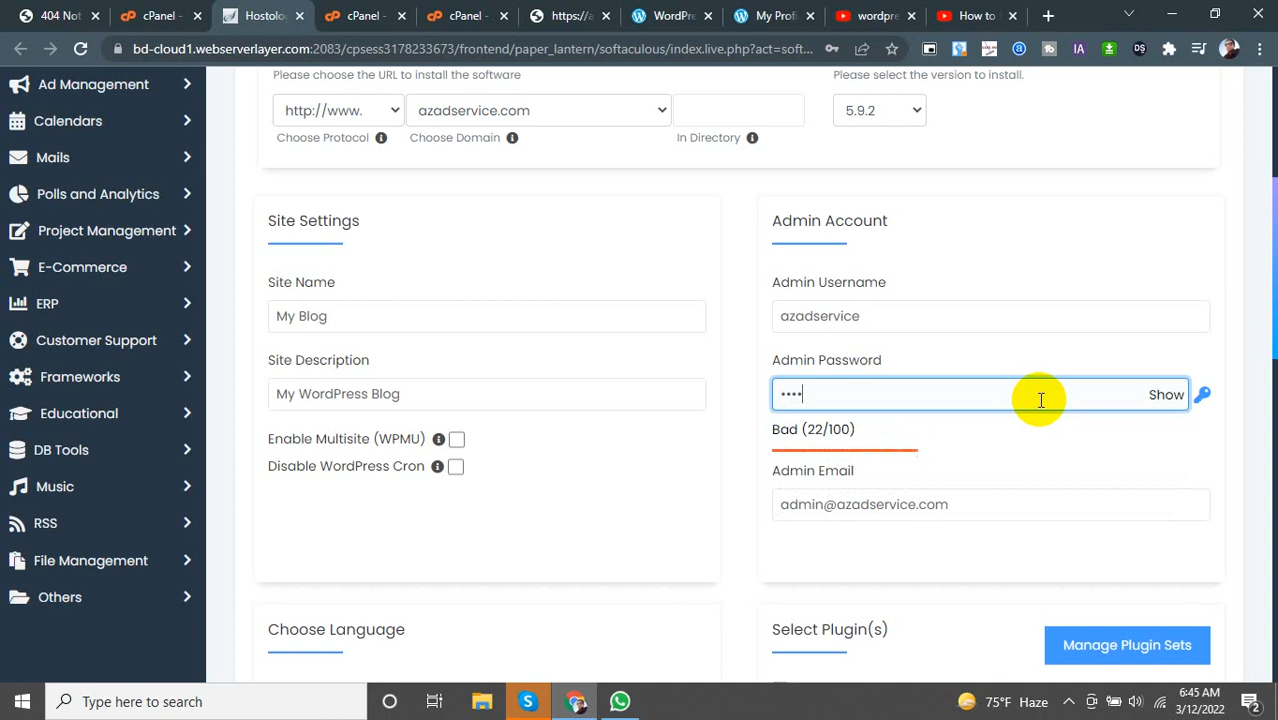 404 Not
cPanel -
Hostolo
cPanel -
cPanel -
https://a
WordPre
My Profi
wordpre
How to
bd-cloud1.webserverlayer.com:2083/cpsess3178233673/frontend/paper_lantern/softaculous/index.live.php?act=soft...
Ad Management
Calendars
Mails
Polls and Analytics
Project Management
E-Commerce
ERP
Customer Support
Frameworks
Educational
DB Tools
Music
RSS
File Management
Others
Please choose the URL to install the software
http://www.
azadservice.com
Choose Protocol
Choose Domain
In Directory
Please select the version to install.
5.9.2
Site Settings
Site Name
My Blog
Site Description
My WordPress Blog
Enable Multisite (WPMU)
Disable WordPress Cron
Admin Account
Admin Username
azadservice
Admin Password
••••
Show
Bad (22/100)
Admin Email
admin@azadservice.com
Choose Language
Select Plugin(s)
Manage Plugin Sets
Type here to search
75°F Haze
6:45 AM
3/12/2022
2